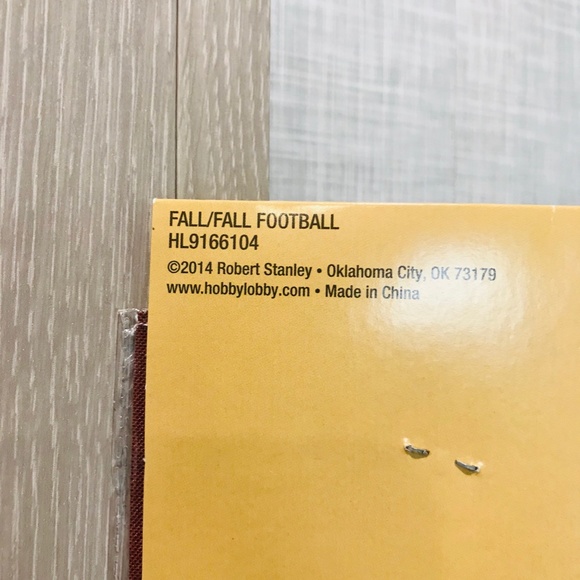 FALL/FALL FOOTBALL
HL9166104
©2014 Robert Stanley • Oklahoma City, OK 73179
www.hobbylobby.com • Made in China